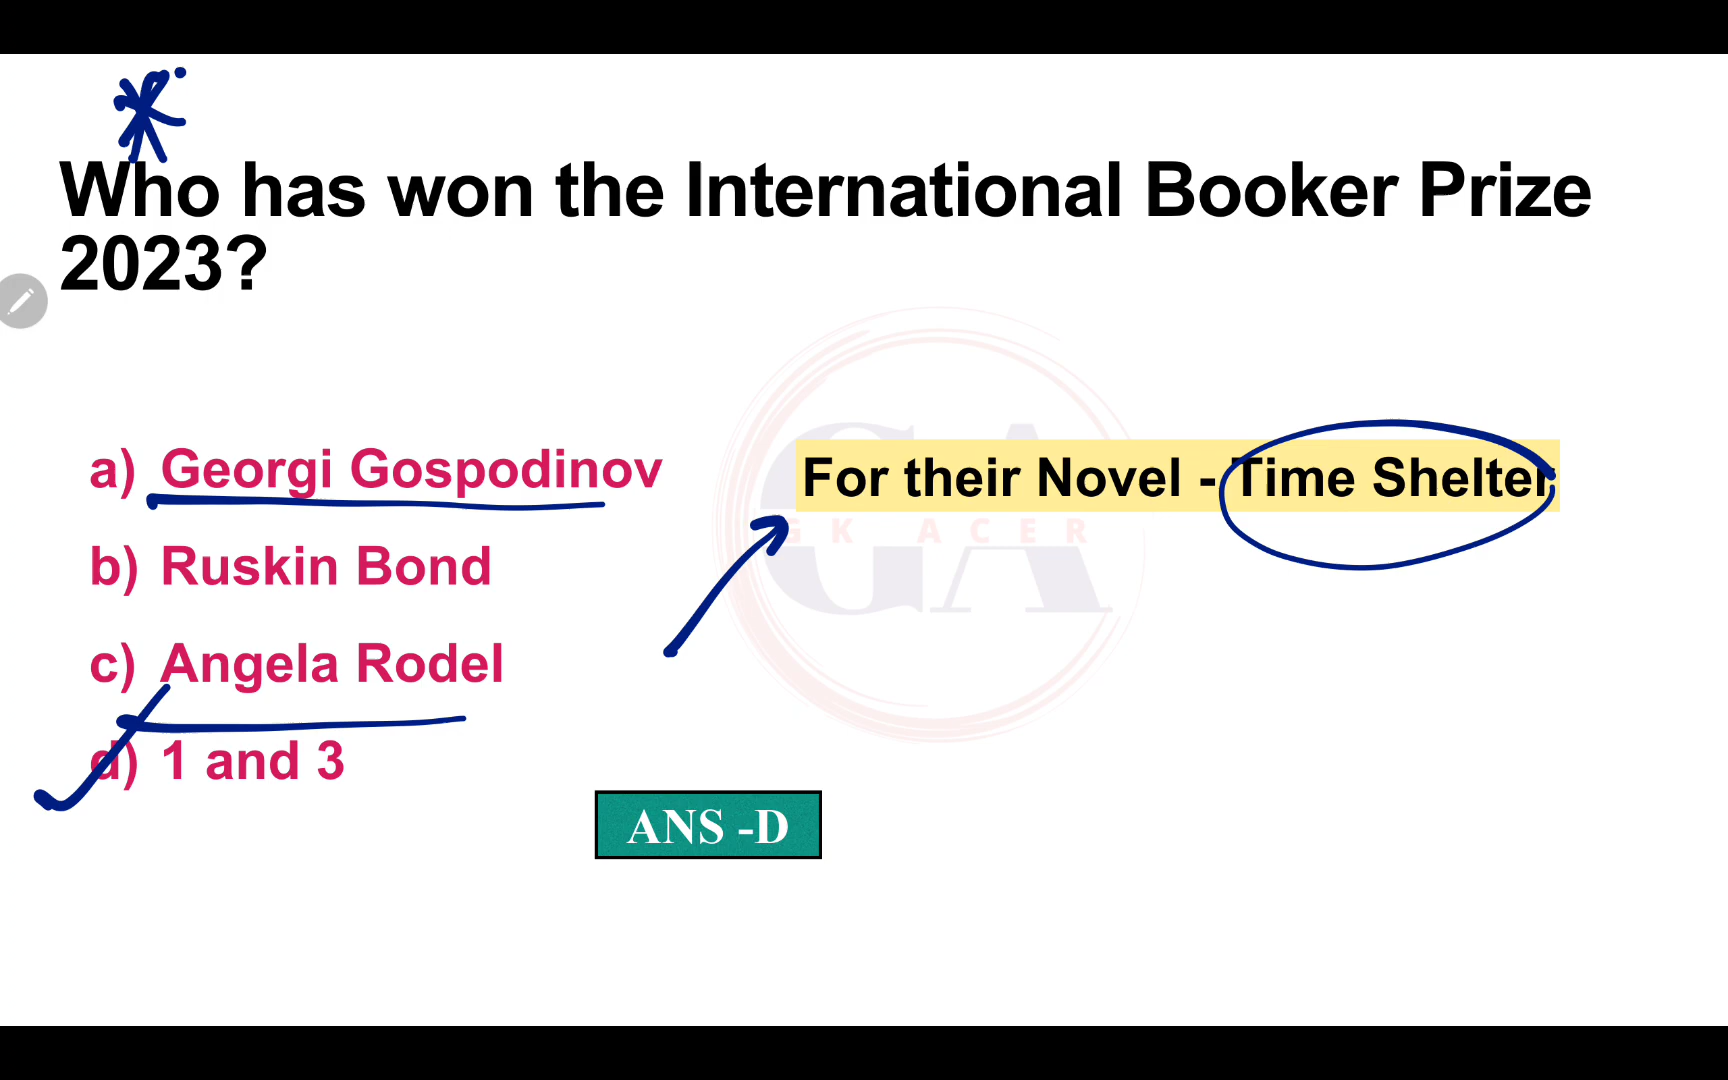 Who has won the International Booker Prize
2023?
a) Georgi Gospodinov
For their Novel - Time Shelter
GK ACER
b) Ruskin Bond
c) Angela Rodel
d) 1 and 3
ANS -D
GA